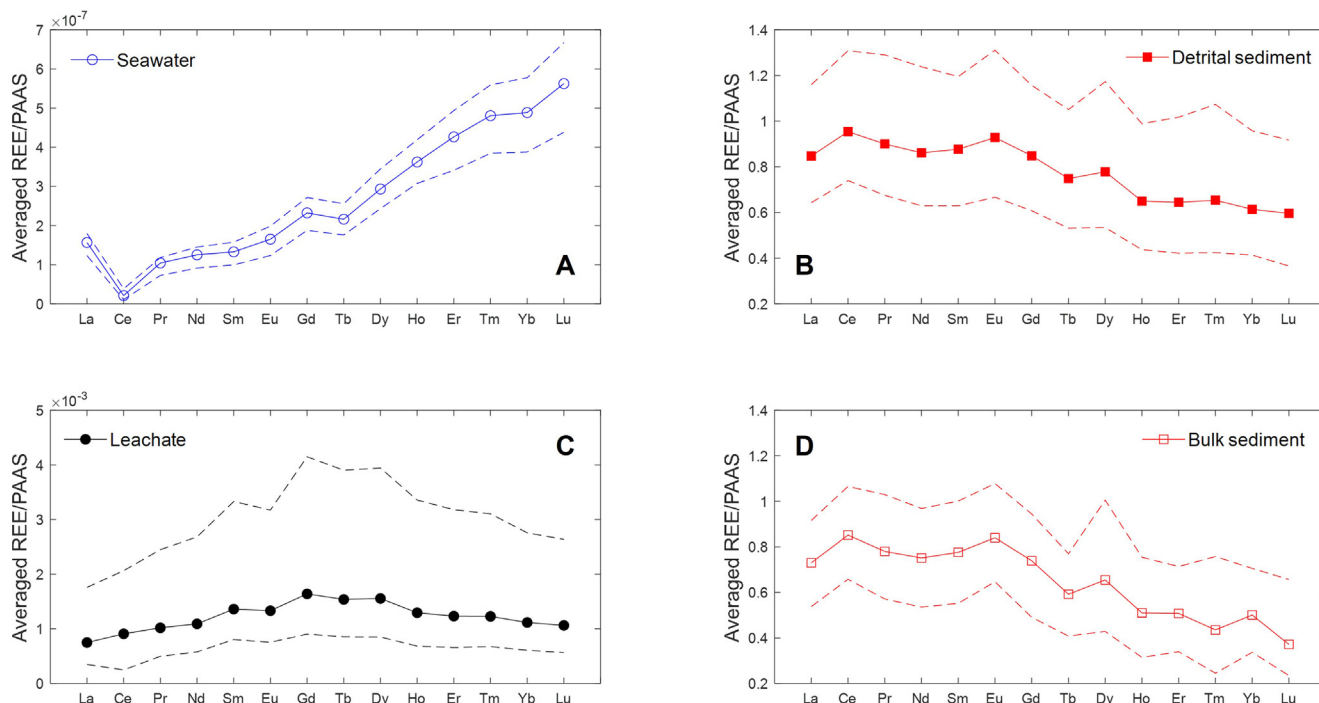 ×10⁻⁷
7
6
5
4
3
2
1
0
Averaged REE/PAAS
Seawater
A
La Ce Pr Nd Sm Eu Gd Tb Dy Ho Er Tm Yb Lu
1.4
1.2
1
0.8
0.6
0.4
0.2
Averaged REE/PAAS
Detrital sediment
B
La Ce Pr Nd Sm Eu Gd Tb Dy Ho Er Tm Yb Lu
×10⁻³
5
4
3
2
1
0
Averaged REE/PAAS
Leachate
C
La Ce Pr Nd Sm Eu Gd Tb Dy Ho Er Tm Yb Lu
1.4
1.2
1
0.8
0.6
0.4
0.2
Averaged REE/PAAS
D
Bulk sediment
La Ce Pr Nd Sm Eu Gd Tb Dy Ho Er Tm Yb Lu